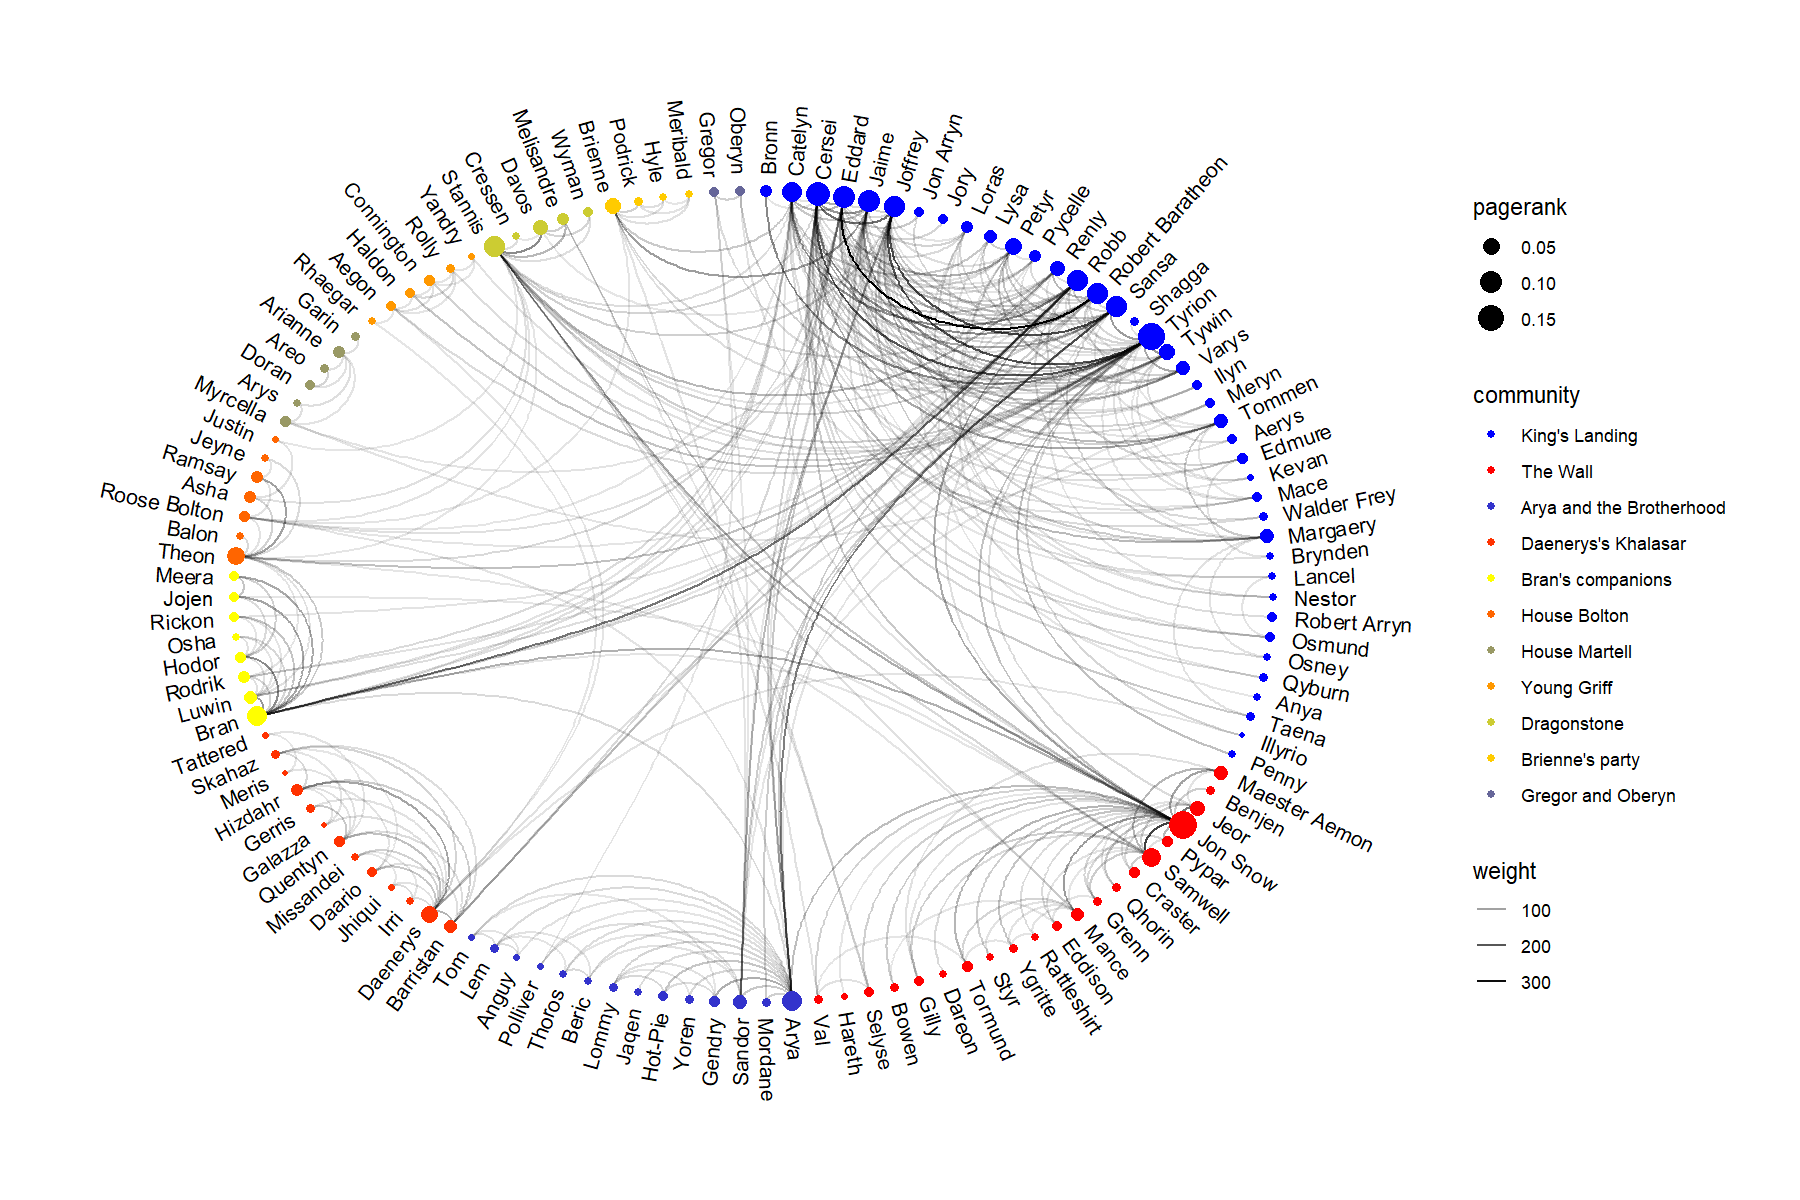 Bronn
Catelyn
Cersei
Eddard
Jaime
Joffrey
Jon Arryn
Jory
Loras
Lysa
Petyr
Pycelle
Renly
Robb
Robert Baratheon
Sansa
Shagga
Tyrion
Tywin
Varys
Ilyn
Meryn
Tommen
Aerys
Edmure
Kevan
Mace
Walder Frey
Margaery
Brynden
Lancel
Nestor
Robert Arryn
Osmund
Osney
Qyburn
Anya
Taena
Illyrio
Penny
Maester Aemon
Benjen
Jeor
Jon Snow
Pypar
Samwell
Craster
Qhorin
Grenn
Mance
Eddison
Rattleshirt
Ygritte
Styr
Tormund
Dareon
Gilly
Bowen
Selyse
Hareth
Val
Arya
Mordane
Sandor
Gendry
Yoren
Hot-Pie
Jaqen
Lommy
Beric
Thoros
Polliver
Anguy
Lem
Tom
Barristan
Daenerys
Irri
Jhiqui
Daario
Missandei
Quentyn
Galazza
Gerris
Hizdahr
Meris
Skahaz
Tattered
Bran
Luwin
Rodrik
Hodor
Osha
Rickon
Jojen
Meera
Theon
Balon
Roose Bolton
Asha
Ramsay
Jeyne
Justin
Myrcella
Arys
Doran
Areo
Arianne
Garin
Rhaegar
Aegon
Haldon
Connington
Rolly
Yandry
Stannis
Cressen
Davos
Melisandre
Wyman
Brienne
Podrick
Hyle
Meribald
Gregor
Oberyn
pagerank
0.05
0.10
0.15
community
King's Landing
The Wall
Arya and the Brotherhood
Daenerys's Khalasar
Bran's companions
House Bolton
House Martell
Young Griff
Dragonstone
Brienne's party
Gregor and Oberyn
weight
100
200
300